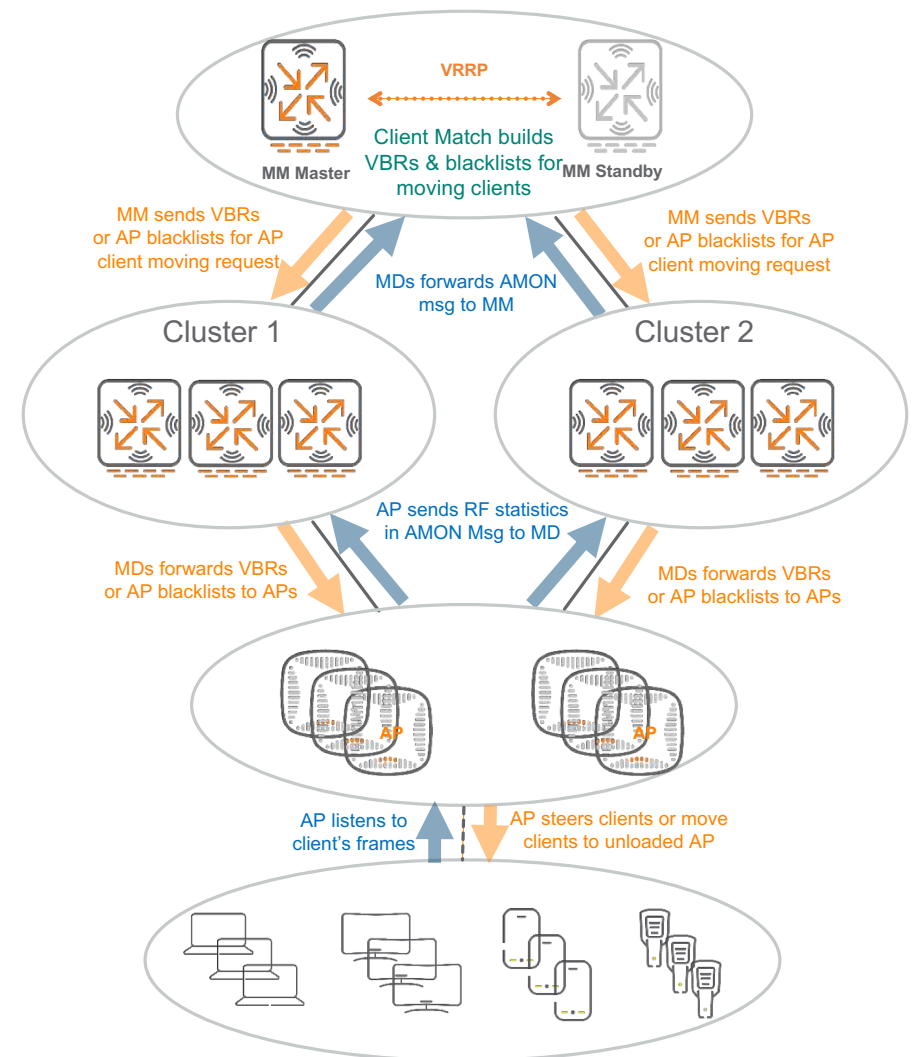 VRRP
MM Master
MM Standby
Client Match builds
VBRs & blacklists for
moving clients
MM sends VBRs
or AP blacklists for AP
client moving request
MM sends VBRs
or AP blacklists for AP
client moving request
MDs forwards AMON
msg to MM
Cluster 1
Cluster 2
AP sends RF statistics
in AMON Msg to MD
MDs forwards VBRs
or AP blacklists to APs
MDs forwards VBRs
or AP blacklists to APs
AP
AP
AP listens to
client's frames
AP steers clients or move
clients to unloaded AP